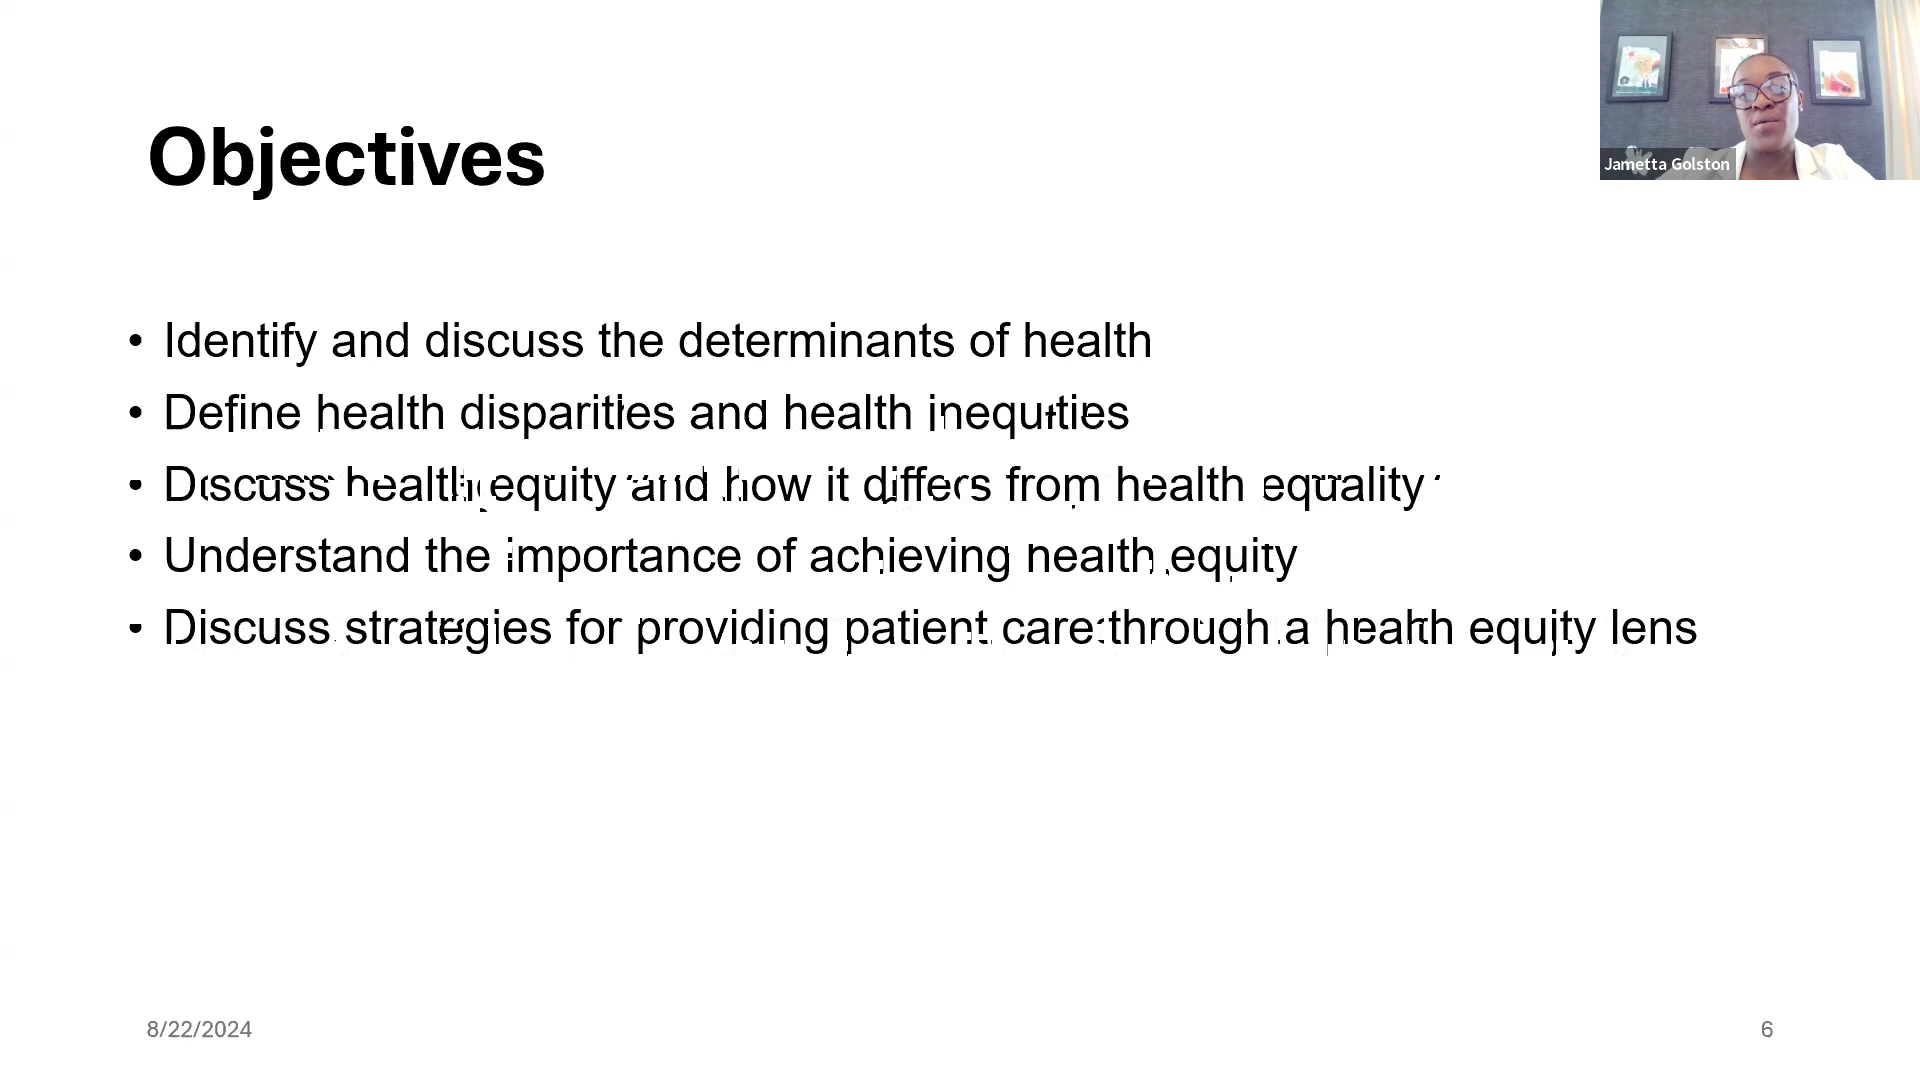 Objectives
Jametta Golston
• Identify and discuss the determinants of health
• Define health disparities and health inequities
• Discuss health equity and how it differs from health equality
• Understand the importance of achieving health equity
• Discuss strategies for providing patient care through a health equity lens
8/22/2024
6